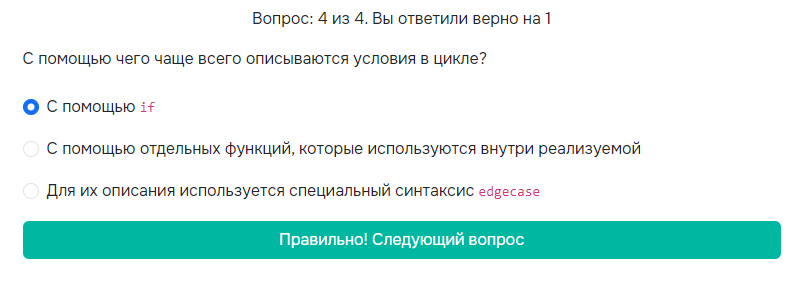 Вопрос: 4 из 4. Вы ответили верно на 1
С помощью чего чаще всего описываются условия в цикле?
С помощью if
С помощью отдельных функций, которые используются внутри реализуемой
Для их описания используется специальный синтаксис edgecase
Правильно! Следующий вопрос